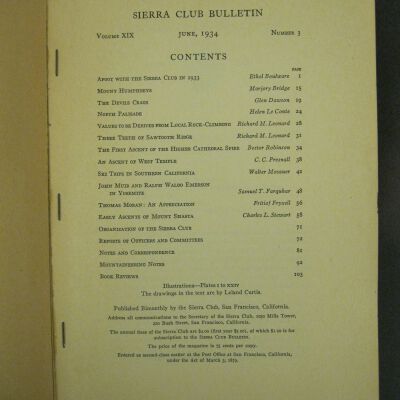 SIERRA CLUB BULLETIN
VOLUME XIX JUNE, 1934 NUMBER 3
CONTENTS
PAGE
AFOOT WITH THE SIERRA CLUB IN 1933 Ethel Boulware 1
MOUNT HUMPHREYS Marjory Bridge 15
THE DEVILS CRAGS Glen Dawson 19
NORTH PALISADE Helen Le Conte 24
VALUES TO BE DERIVED FROM LOCAL ROCK-CLIMBING Richard M. Leonard 28
THREE TEETH OF SAWTOOTH RIDGE Richard M. Leonard 31
THE FIRST ASCENT OF THE HIGHER CATHEDRAL SPIRE Bestor Robinson 34
AN ASCENT OF WEST TEMPLE C. C. Presnall 38
SKI TRIPS IN SOUTHERN CALIFORNIA Walter Mosauer 41
JOHN MUIR AND RALPH WALDO EMERSON
IN YOSEMITE Samuel T. Farquhar 48
THOMAS MORAN: AN APPRECIATION Fritiof Fryxell 56
EARLY ASCENTS OF MOUNT SHASTA Charles L. Stewart 58
ORGANIZATION OF THE SIERRA CLUB 71
REPORTS OF OFFICERS AND COMMITTEES 72
NOTES AND CORRESPONDENCE 82
MOUNTAINEERING NOTES 92
BOOK REVIEWS 103
Illustrations—Plates I to XXIV
The drawings in the text are by Leland Curtis.
Published Bimonthly by the Sierra Club, San Francisco, California.
Address all communications to the Secretary of the Sierra Club, 1050 Mills Tower,
220 Bush Street, San Francisco, California.
The annual dues of the Sierra Club are $4.00 (first year $5.00), of which $1.00 is for
subscription to the SIERRA CLUB BULLETIN.
The price of the magazine is 75 cents per copy.
Entered as second-class matter at the Post Office at San Francisco, California,
under the Act of March 3, 1879.